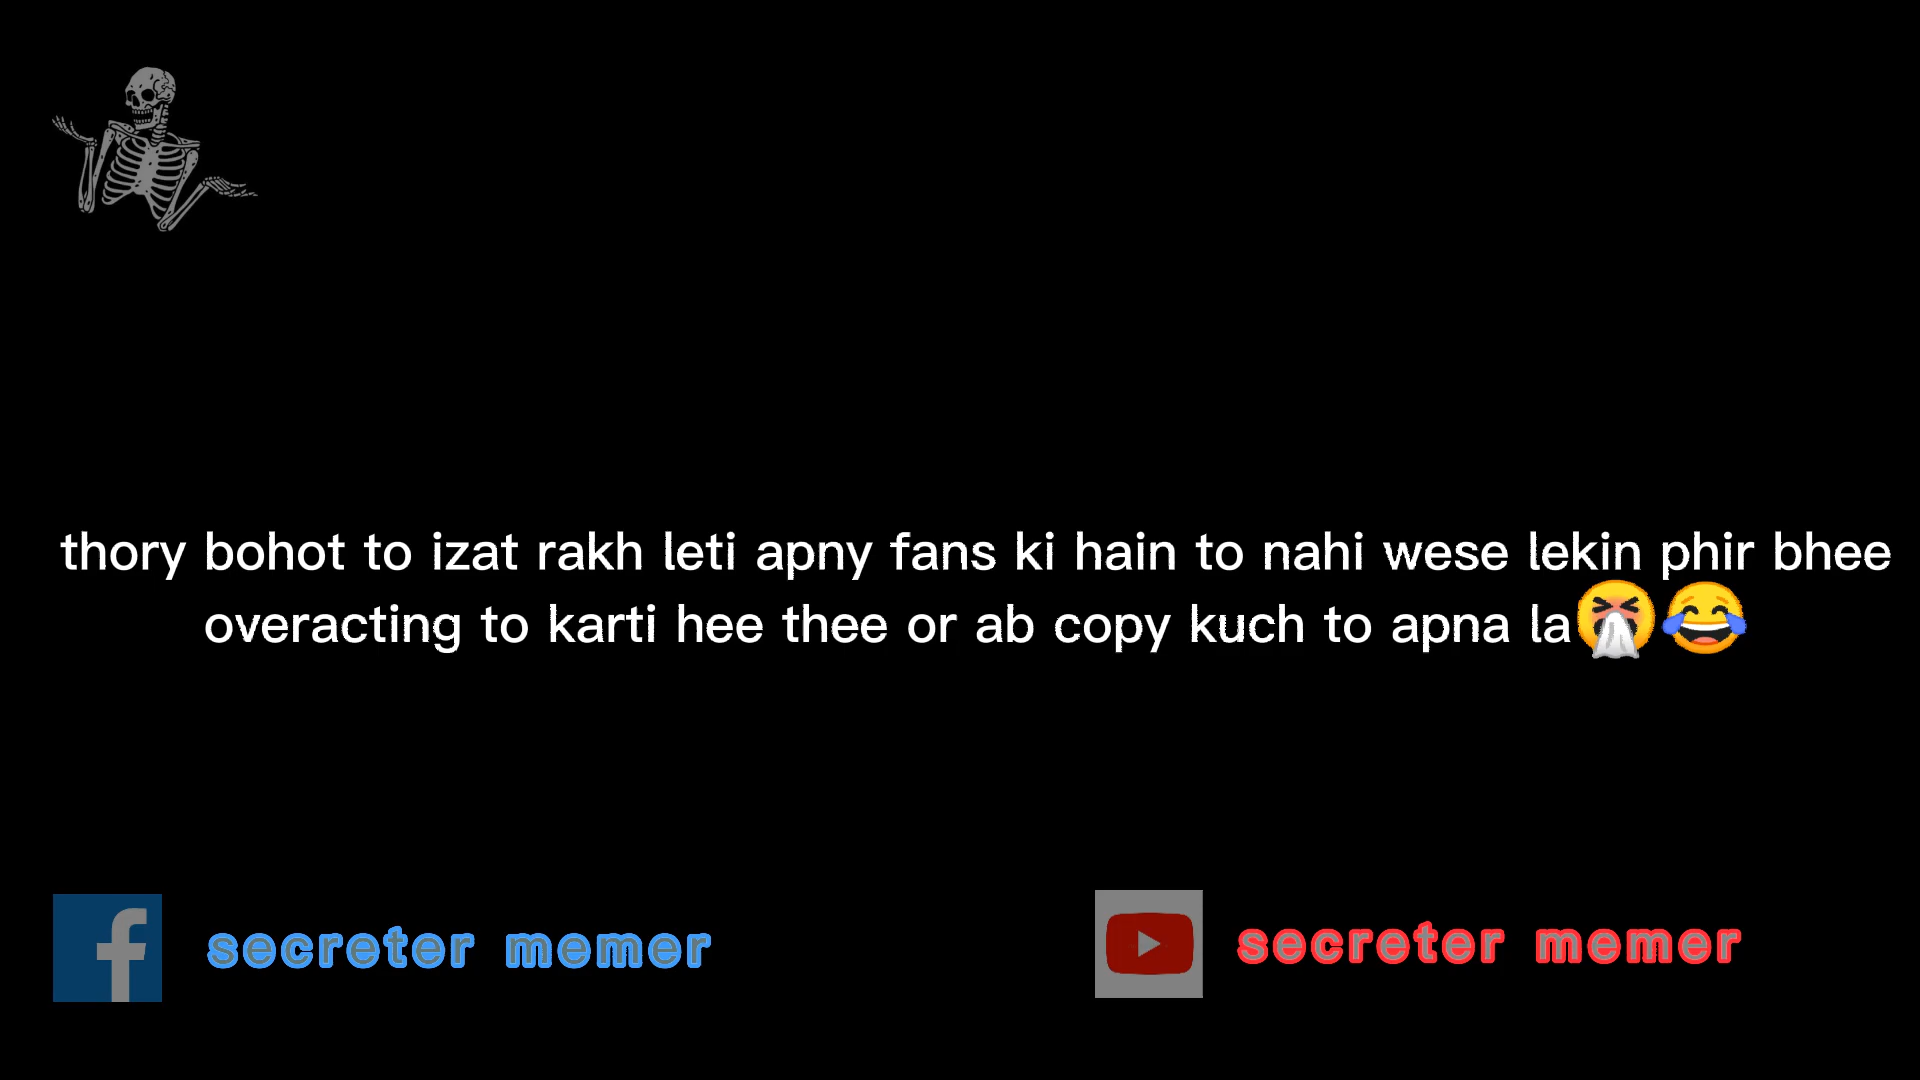 thory bohot to izat rakh leti apny fans ki hain to nahi wese lekin phir bhee
overacting to karti hee thee or ab copy kuch to apna la🤧😂
secreter memer
secreter memer